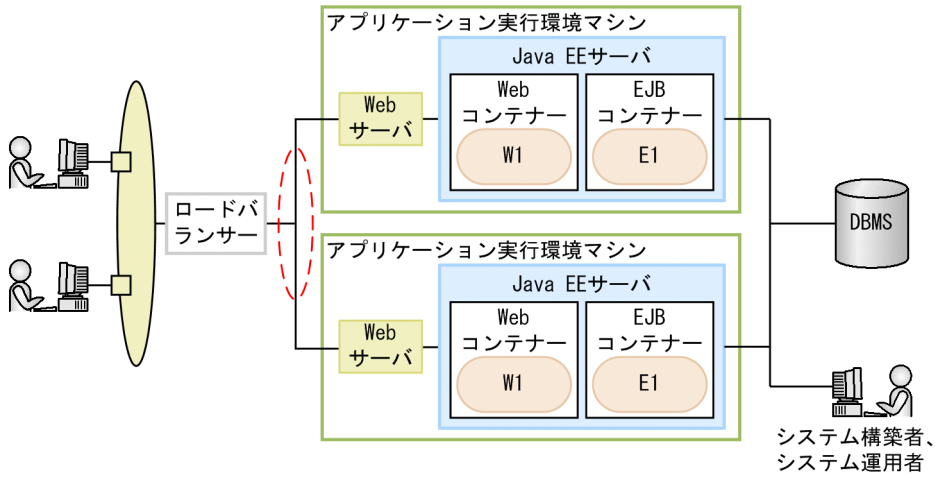 アプリケーション実行環境マシン
Java EEサーバ
Web
コンテナー
W1
EJB
コンテナー
E1
Web
サーバ
ロードバ
ランサー
DBMS
アプリケーション実行環境マシン
Java EEサーバ
Web
コンテナー
W1
EJB
コンテナー
E1
Web
サーバ
システム構築者、
システム運用者